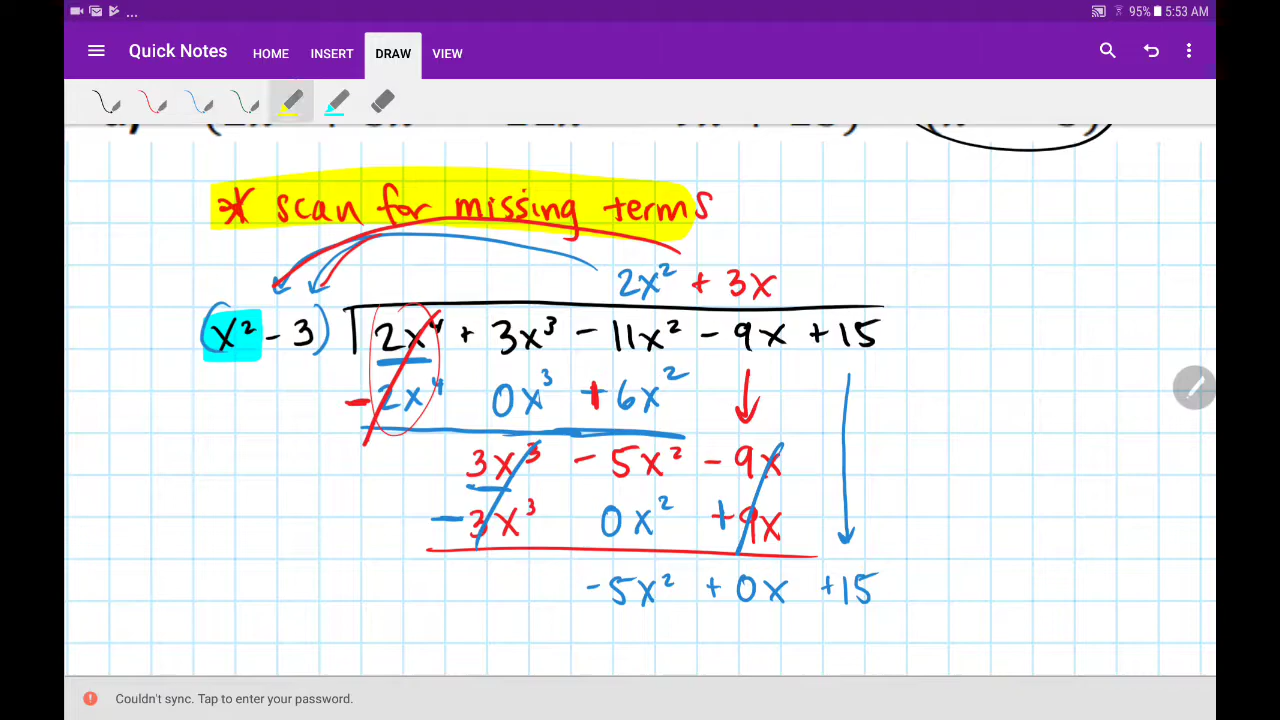 ... 95% 5:53 AM
Quick Notes HOME INSERT DRAW VIEW
* scan for missing terms
2x² + 3x
(x² - 3) 2x⁴ + 3x³ - 11x² - 9x + 15
- 2x⁴ 0x³ + 6x²
3x³ - 5x² - 9x
- 3x³ 0x² + 9x
-5x² + 0x + 15
Couldn't sync. Tap to enter your password.